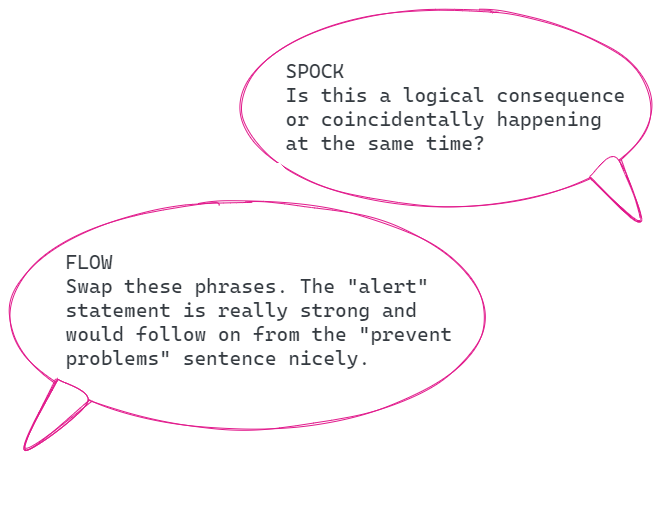 SPOCK
Is this a logical consequence
or coincidentally happening
at the same time?
FLOW
Swap these phrases. The "alert"
statement is really strong and
would follow on from the "prevent
problems" sentence nicely.